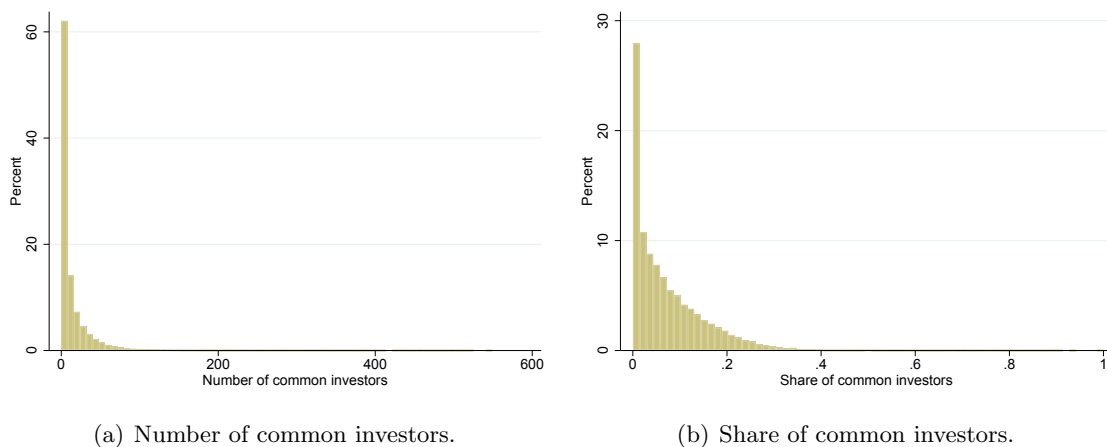 Percent
0 20 40 60
0 200 400 600
Number of common investors
(a) Number of common investors.
Percent
0 10 20 30
0 .2 .4 .6 .8 1
Share of common investors
(b) Share of common investors.